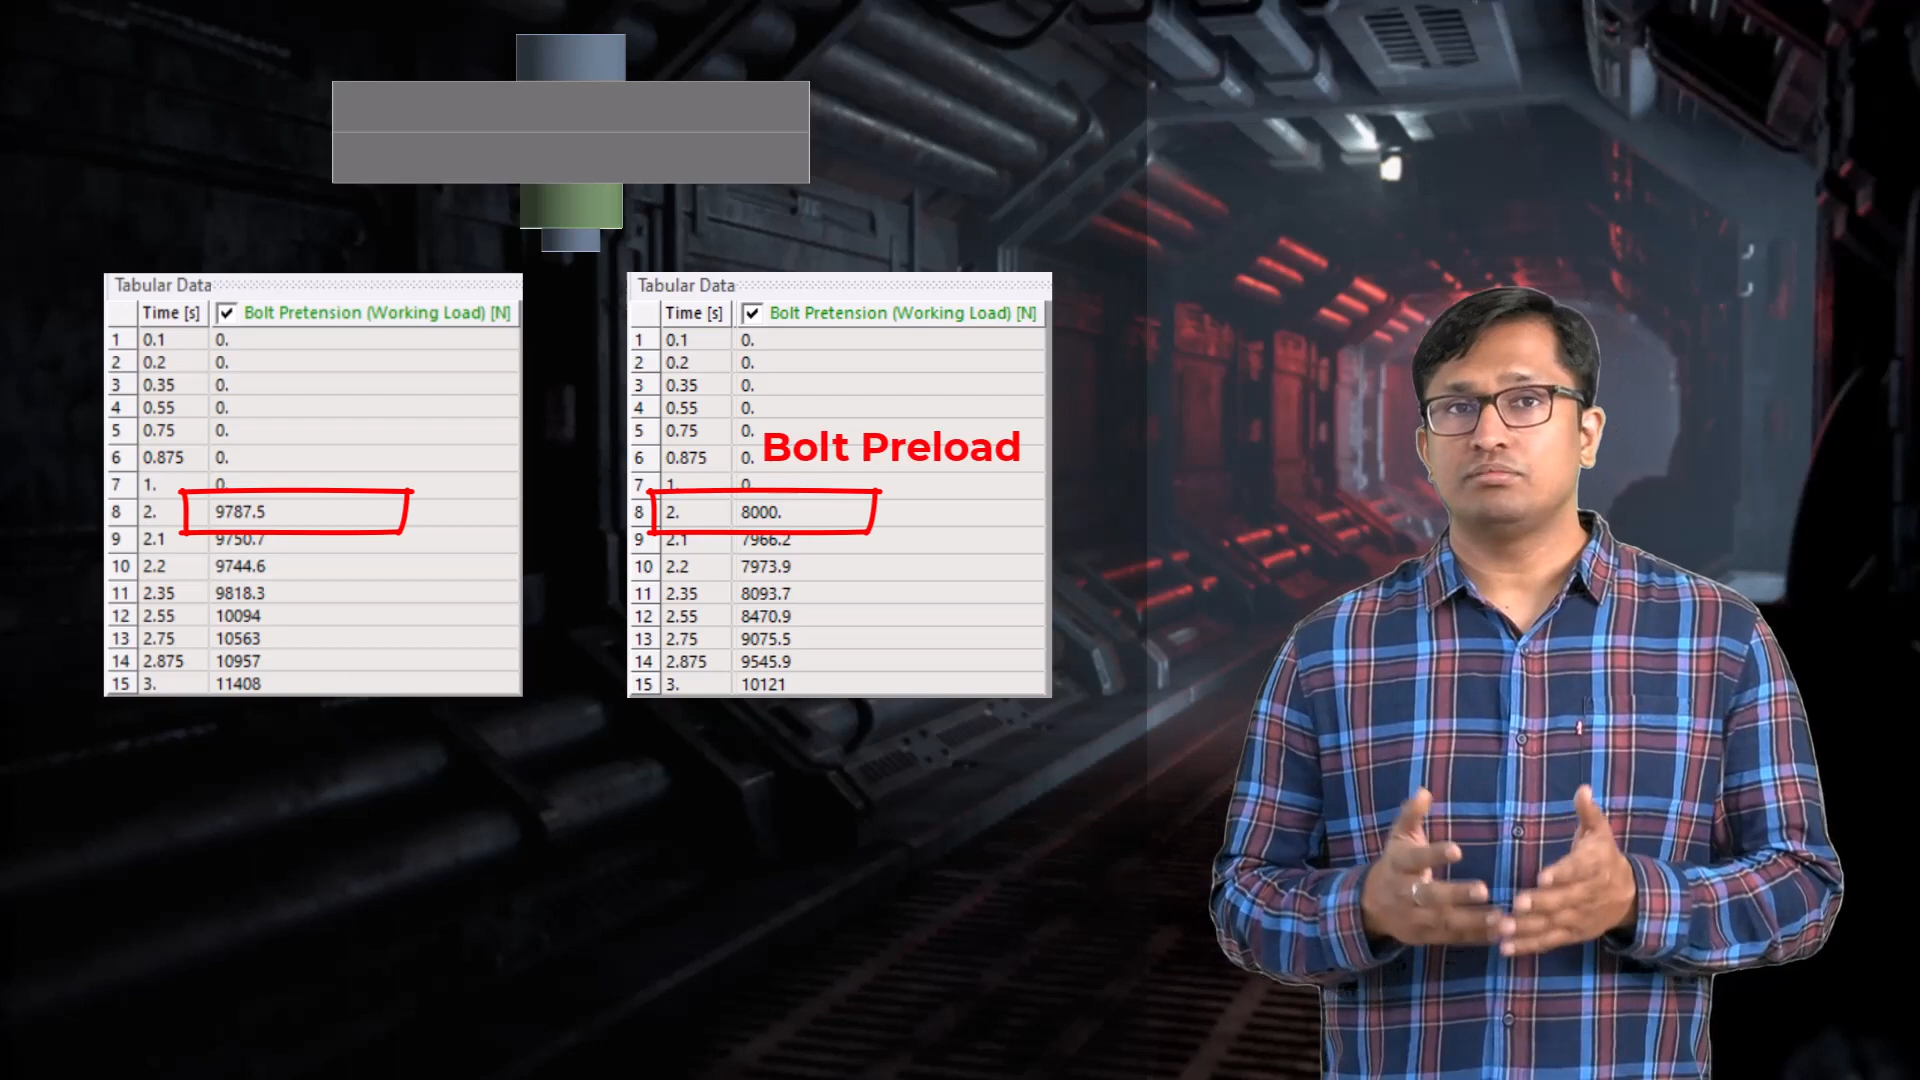 Tabular Data
Time [s] Bolt Pretension (Working Load) [N]
1 0.1 0.
2 0.2 0.
3 0.35 0.
4 0.55 0.
5 0.75 0.
6 0.875 0.
7 1. 0.
8 2. 9787.5
9 2.1 9750.7
10 2.2 9744.6
11 2.35 9818.3
12 2.55 10094
13 2.75 10563
14 2.875 10957
15 3. 11408
Tabular Data
Time [s] Bolt Pretension (Working Load) [N]
1 0.1 0.
2 0.2 0.
3 0.35 0.
4 0.55 0.
5 0.75 0.
6 0.875 0.
Bolt Preload
7 1. 0.
8 2. 8000.
9 2.1 7966.2
10 2.2 7973.9
11 2.35 8093.7
12 2.55 8470.9
13 2.75 9075.5
14 2.875 9545.9
15 3. 10121